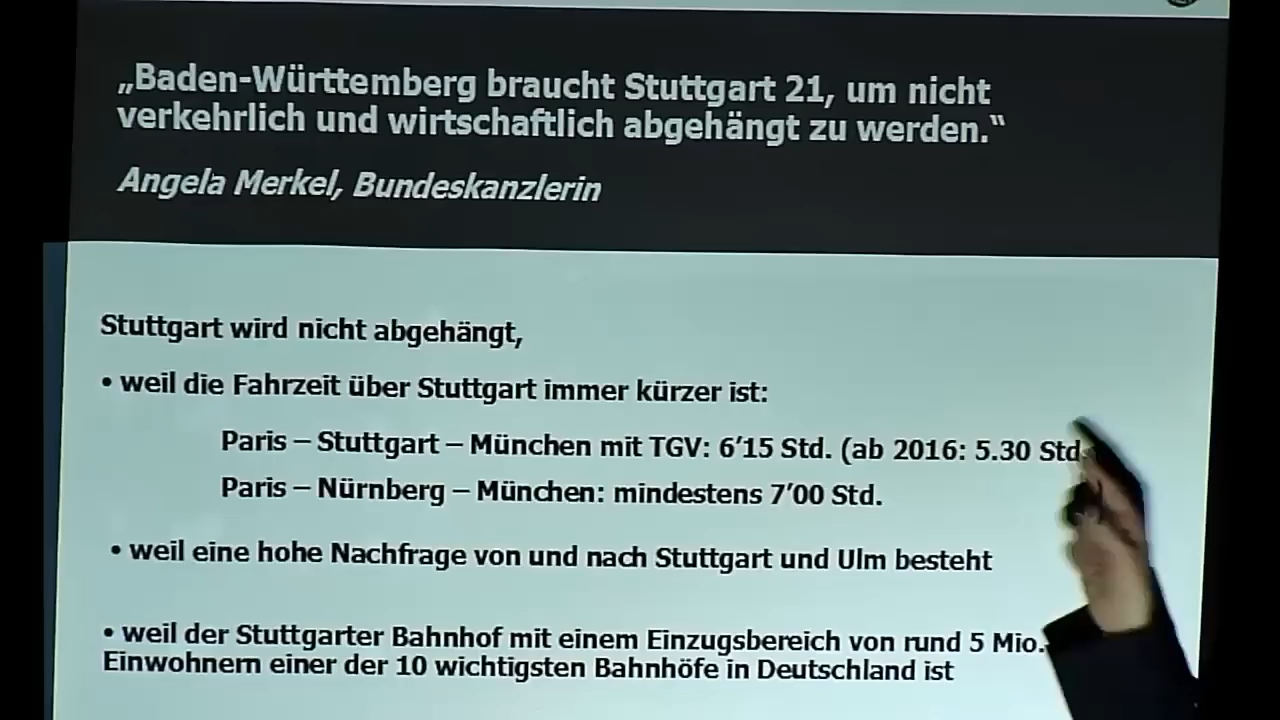 „Baden-Württemberg braucht Stuttgart 21, um nicht
verkehrlich und wirtschaftlich abgehängt zu werden.“
Angela Merkel, Bundeskanzlerin
Stuttgart wird nicht abgehängt,
• weil die Fahrzeit über Stuttgart immer kürzer ist:
Paris – Stuttgart – München mit TGV: 6’15 Std. (ab 2016: 5.30 Std
Paris – Nürnberg – München: mindestens 7’00 Std.
• weil eine hohe Nachfrage von und nach Stuttgart und Ulm besteht
• weil der Stuttgarter Bahnhof mit einem Einzugsbereich von rund 5 Mio.
Einwohnern einer der 10 wichtigsten Bahnhöfe in Deutschland ist